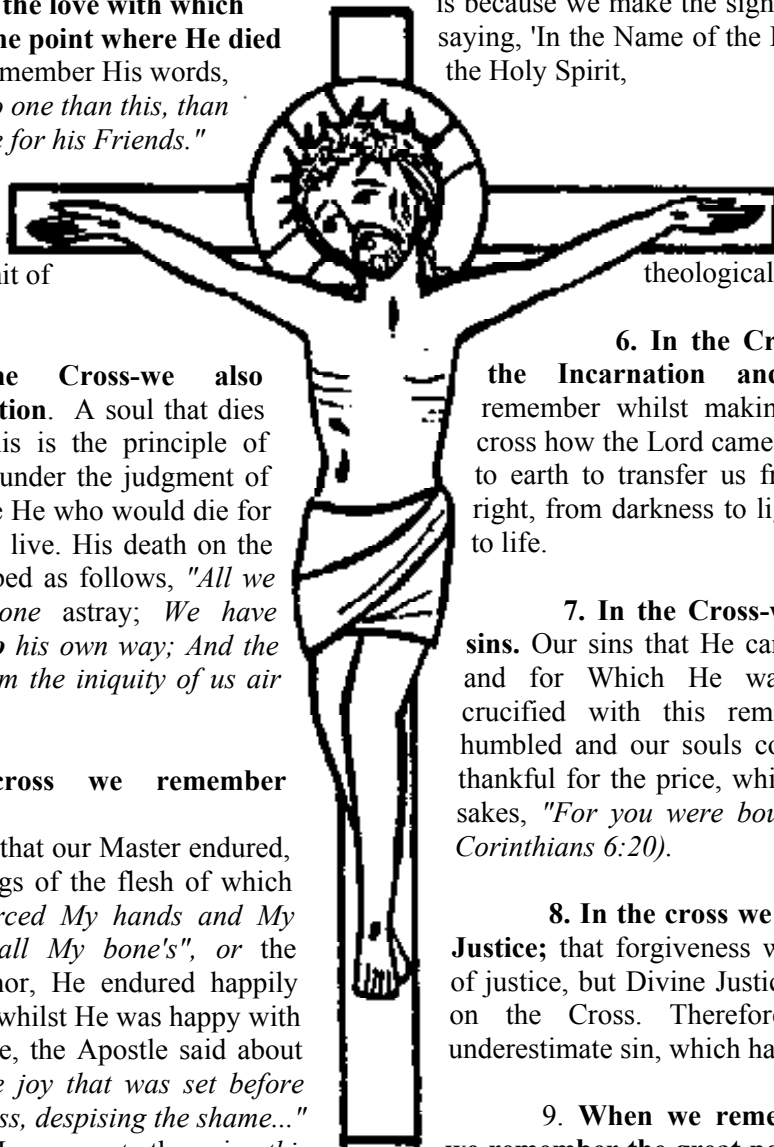 the love with which
ne point where He died
member His words,
o one than this, than
e for his Friends."
nit of
he Cross-we also
tion. A soul that dies
his is the principle of
under the judgment of
e He who would die for
live. His death on the
bed as follows, "All we
one astray; We have
o his own way; And the
m the iniquity of us air
cross we remember
that our Master endured,
gs of the flesh of which
rced My hands and My
all My bone's", or the
nor, He endured happily
whilst He was happy with
e, the Apostle said about
e joy that was set before
ss, despising the shame..."
is because we make the sign
saying, 'In the Name of the
the Holy Spirit,
theological
6. In the Cr
the Incarnation and
remember whilst making
cross how the Lord came
to earth to transfer us fr
right, from darkness to li
to life.
7. In the Cross-w
sins. Our sins that He car
and for Which He wa
crucified with this rem
humbled and our souls co
thankful for the price, whi
sakes, "For you were bou
Corinthians 6:20).
8. In the cross we
Justice; that forgiveness w
of justice, but Divine Justic
on the Cross. Therefor
underestimate sin, which ha
9. When we reme
we remember the great